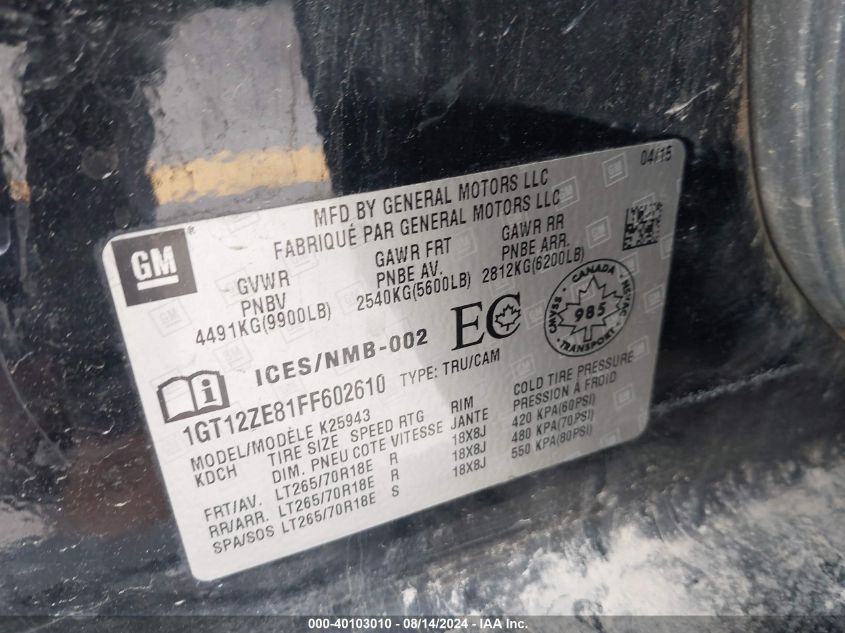 04/15
MFD BY GENERAL MOTORS LLC
FABRIQUÉ PAR GENERAL MOTORS LLC
GM
GVWR GAWR FRT GAWR RR
PNBV PNBE AV. PNBE ARR.
4491KG(9900LB) 2540KG(5600LB) 2812KG(6200LB)
ICES/NMB-002 EC CANADA NSVAC TRANSPORT CSVSS 985
1GT12ZE81FF602610 TYPE: TRU/CAM
MODEL/MODÈLE K25943 RIM COLD TIRE PRESSURE
KDCH TIRE SIZE SPEED RTG JANTE PRESSION À FROID
DIM. PNEU COTE VITESSE
FRT/AV. LT265/70R18E R 18X8J 420 KPA(60PSI)
RR/ARR. LT265/70R18E R 18X8J 480 KPA(70PSI)
SPA/SOS LT265/70R18E S 18X8J 550 KPA(80PSI)
000-40103010 - 08/14/2024 - IAA Inc.